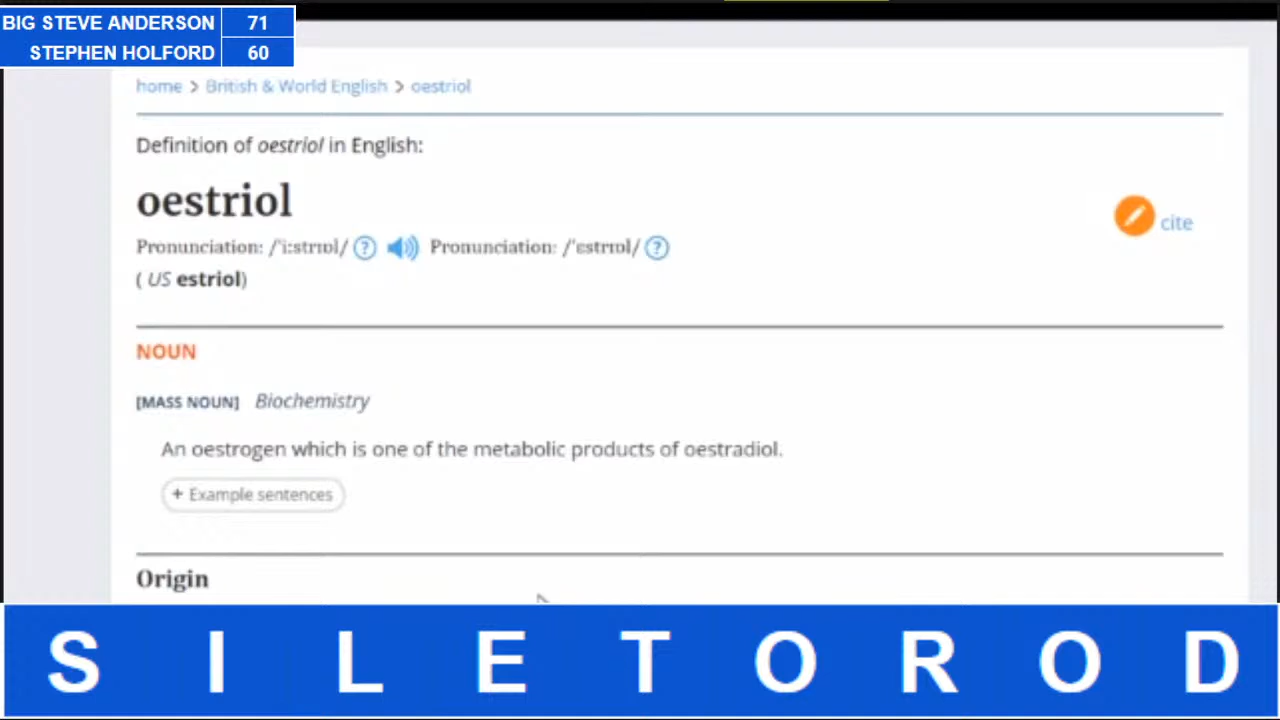 BIG STEVE ANDERSON 71
STEPHEN HOLFORD 60
home > British & World English > oestriol
Definition of oestriol in English:
oestriol
cite
Pronunciation: /ˈiːstrɪɒl/ ? Pronunciation: /ˈɛstrɪɒl/ ?
( US estriol)
NOUN
[MASS NOUN] Biochemistry
An oestrogen which is one of the metabolic products of oestradiol.
+ Example sentences
Origin
S I L E T O R O D